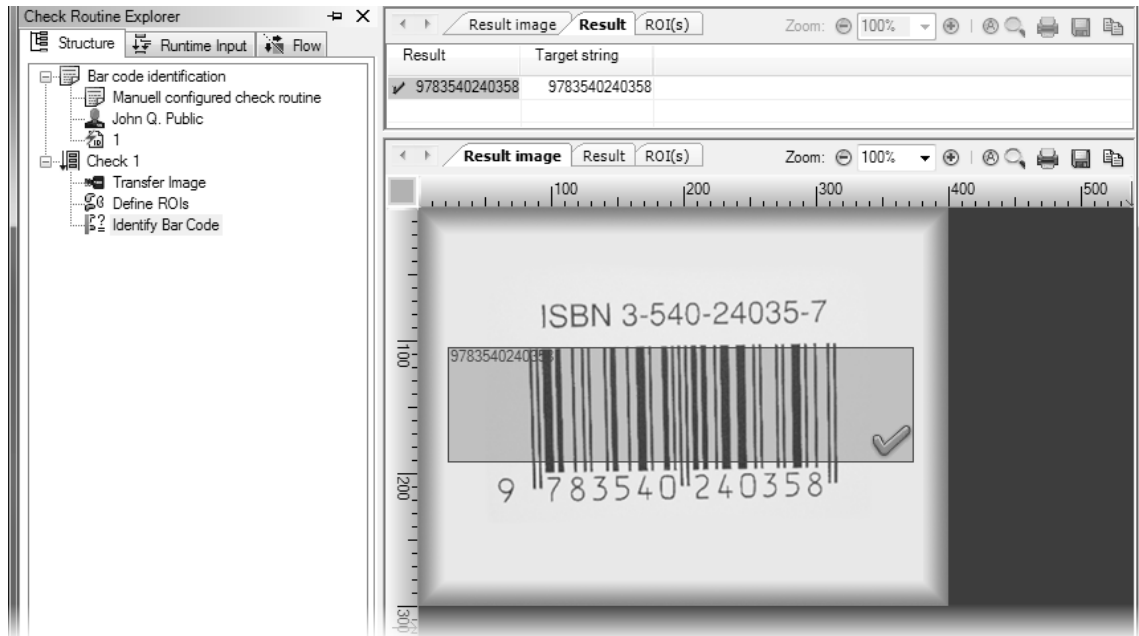 Check Routine Explorer
Structure Runtime Input Flow
Bar code identification
Manuell configured check routine
John Q. Public
1
Check 1
Transfer Image
Define ROIs
Identify Bar Code
Result image Result ROI(s) Zoom: 100%
Result Target string
9783540240358 9783540240358
Result image Result ROI(s) Zoom: 100%
100 200 300 400 500
100
200
300
ISBN 3-540-24035-7
9783540240358
9 783540 240358